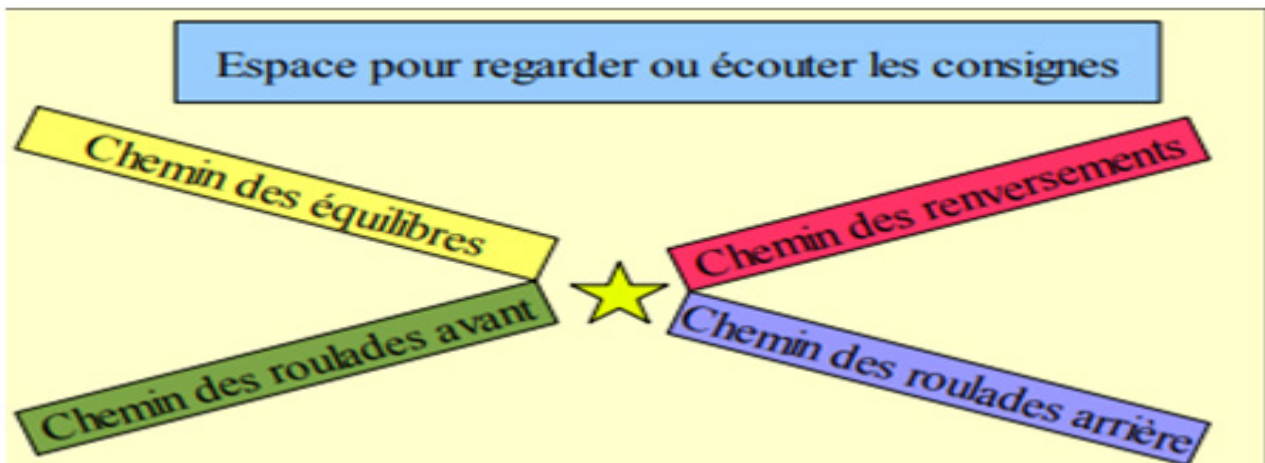 Espace pour regarder ou écouter les consignes
Chemin des équilibres
Chemin des renversements
Chemin des roulades avant
Chemin des roulades arrière